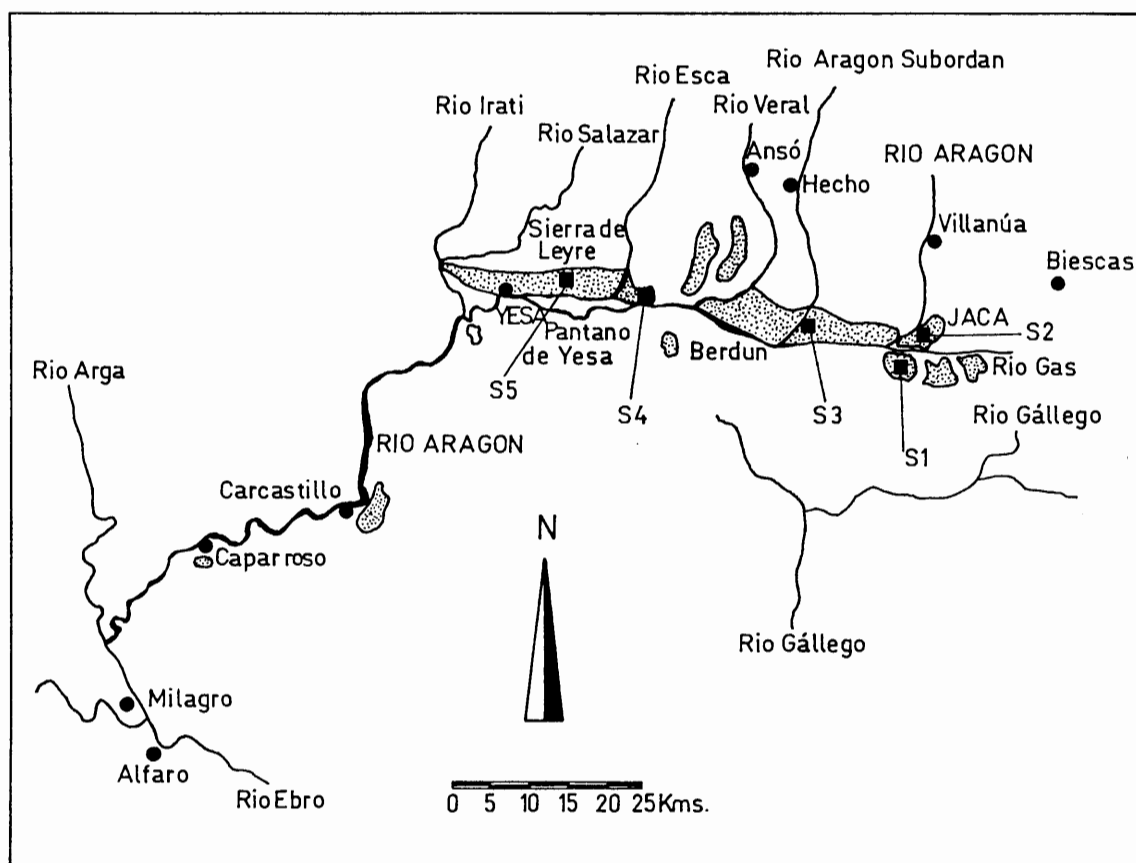 Rio Aragon Subordan
Rio Esca
Rio Irati
Rio Veral
Rio Salazar
Ansó
RIO ARAGON
Hecho
Sierra de
Leyre
Villanúa
Biescas
YESA
Pantano
de Yesa
JACA
S2
Berdun
Rio Gas
Rio Arga
S5
S4
S3
S1
Rio Gállego
RIO ARAGON
Carcastillo
N
Caparroso
Rio Gállego
Milagro
Alfaro
Rio Ebro
0 5 10 15 20 25Kms.